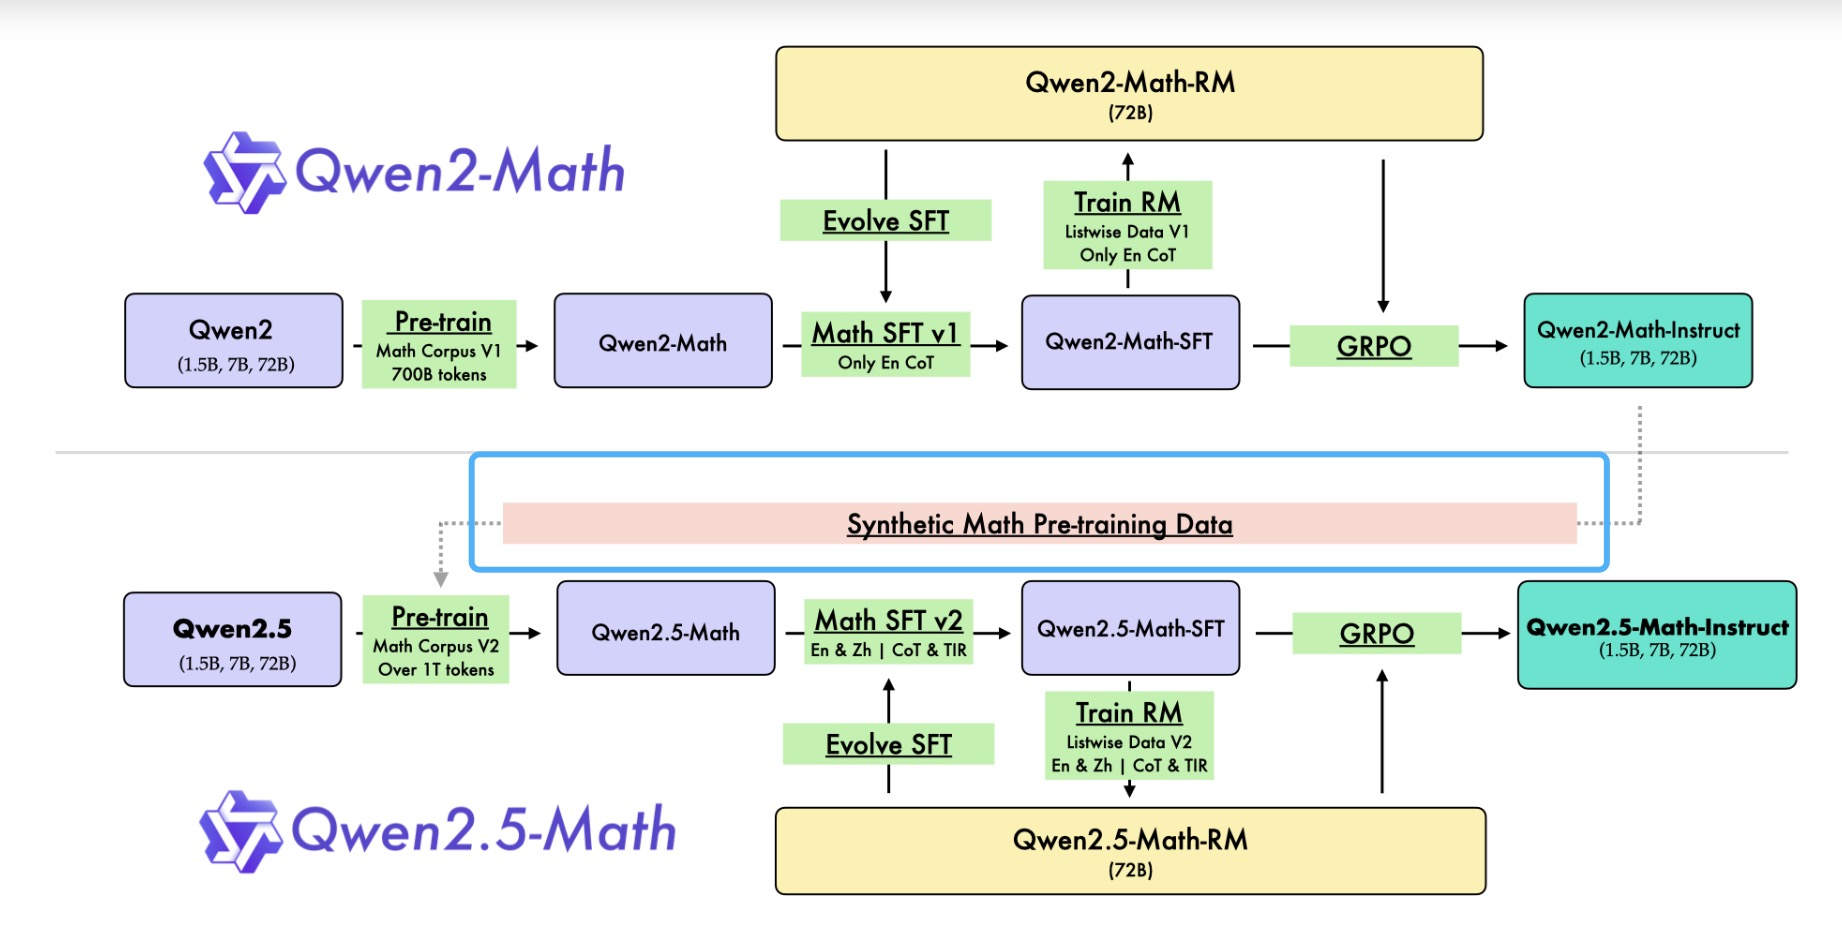 Qwen2-Math-RM
(72B)
Qwen2-Math
Evolve SFT
Train RM
Listwise Data V1
Only En CoT
Qwen2
(1.5B, 7B, 72B)
Pre-train
Math Corpus V1
700B tokens
Qwen2-Math
Math SFT v1
Only En CoT
Qwen2-Math-SFT
GRPO
Qwen2-Math-Instruct
(1.5B, 7B, 72B)
Synthetic Math Pre-training Data
Qwen2.5
(1.5B, 7B, 72B)
Pre-train
Math Corpus V2
Over 1T tokens
Qwen2.5-Math
Math SFT v2
En & Zh | CoT & TIR
Qwen2.5-Math-SFT
GRPO
Qwen2.5-Math-Instruct
(1.5B, 7B, 72B)
Evolve SFT
Train RM
Listwise Data V2
En & Zh | CoT & TIR
Qwen2.5-Math
Qwen2.5-Math-RM
(72B)